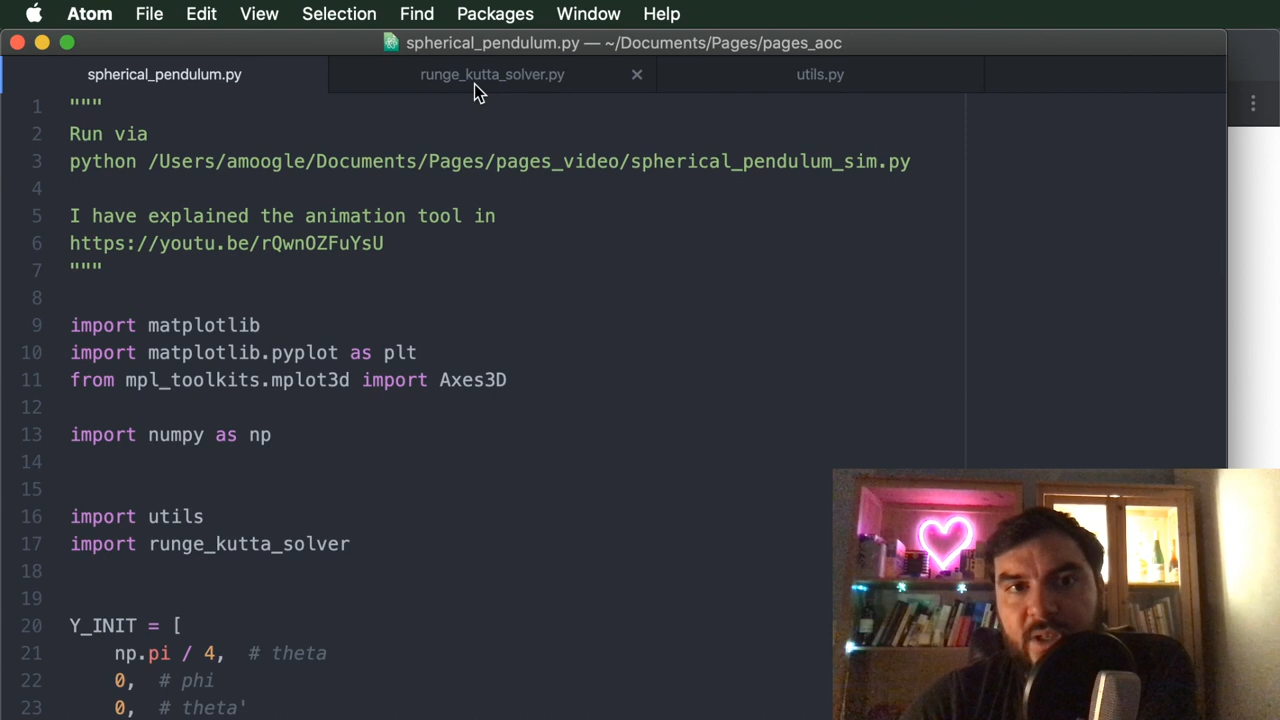 Atom File Edit View Selection Find Packages Window Help
spherical_pendulum.py — ~/Documents/Pages/pages_aoc
spherical_pendulum.py runge_kutta_solver.py × utils.py
1 """
2 Run via
3 python /Users/amoogle/Documents/Pages/pages_video/spherical_pendulum_sim.py
4
5 I have explained the animation tool in
6 https://youtu.be/rQwnOZFuYsU
7 """
8
9 import matplotlib
10 import matplotlib.pyplot as plt
11 from mpl_toolkits.mplot3d import Axes3D
12
13 import numpy as np
14
15
16 import utils
17 import runge_kutta_solver
18
19
20 Y_INIT = [
21 np.pi / 4, # theta
22 0, # phi
23 0, # theta'